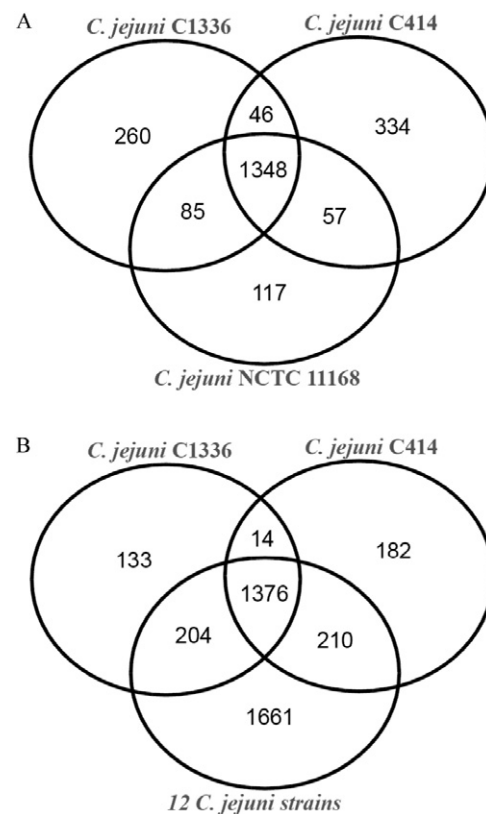 A
C. jejuni C1336
C. jejuni C414
46
260
334
1348
85
57
117
C. jejuni NCTC 11168
B
C. jejuni C1336
C. jejuni C414
14
133
182
1376
204
210
1661
12 C. jejuni strains